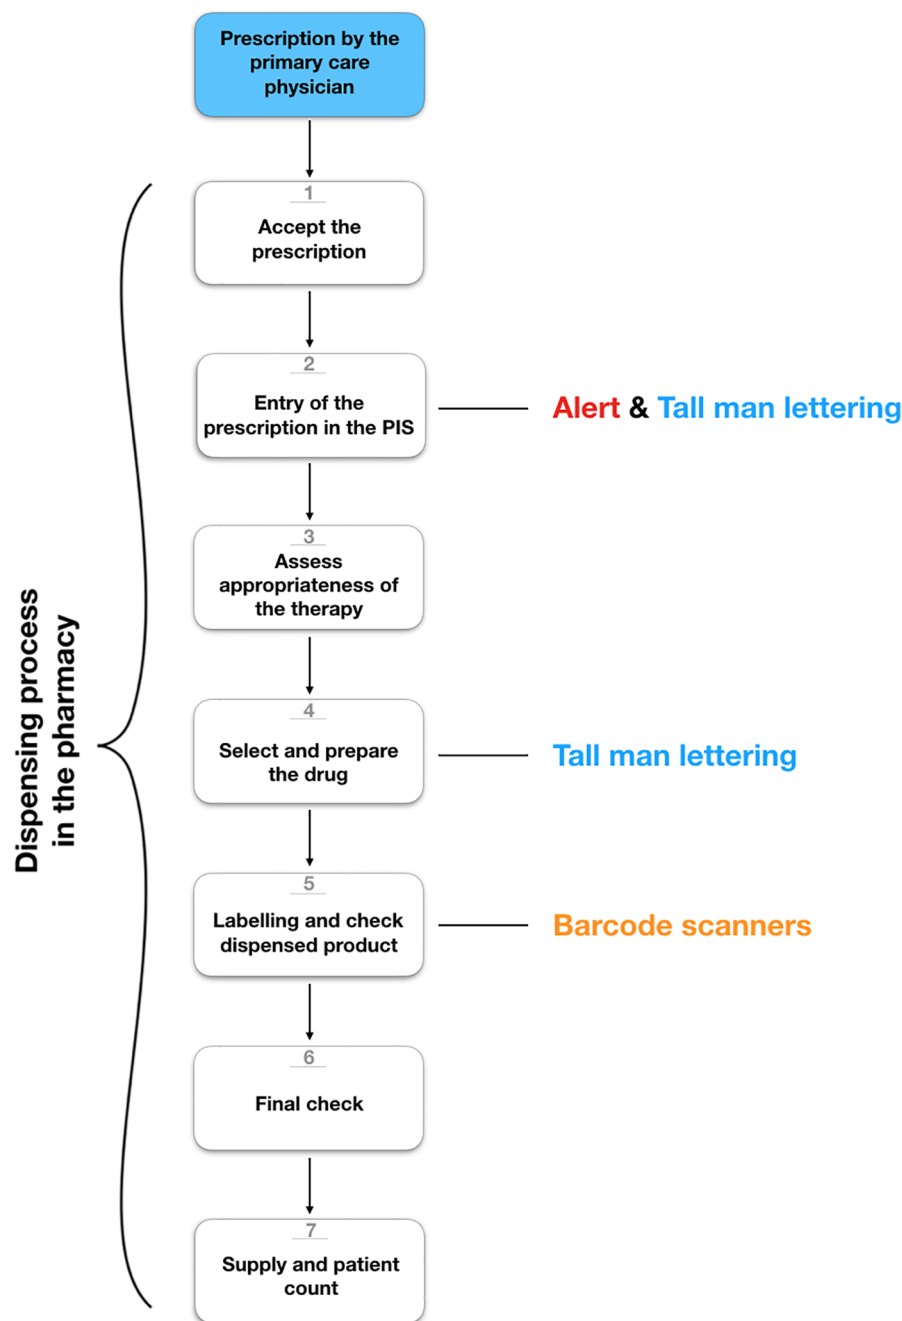 Prescription by the
primary care
physician
1
Accept the
prescription
2
Entry of the
prescription in the PIS
Alert & Tall man lettering
3
Assess
appropriateness of
the therapy
Dispensing process
in the pharmacy
4
Select and prepare
the drug
Tall man lettering
5
Labelling and check
dispensed product
Barcode scanners
6
Final check
7
Supply and patient
count